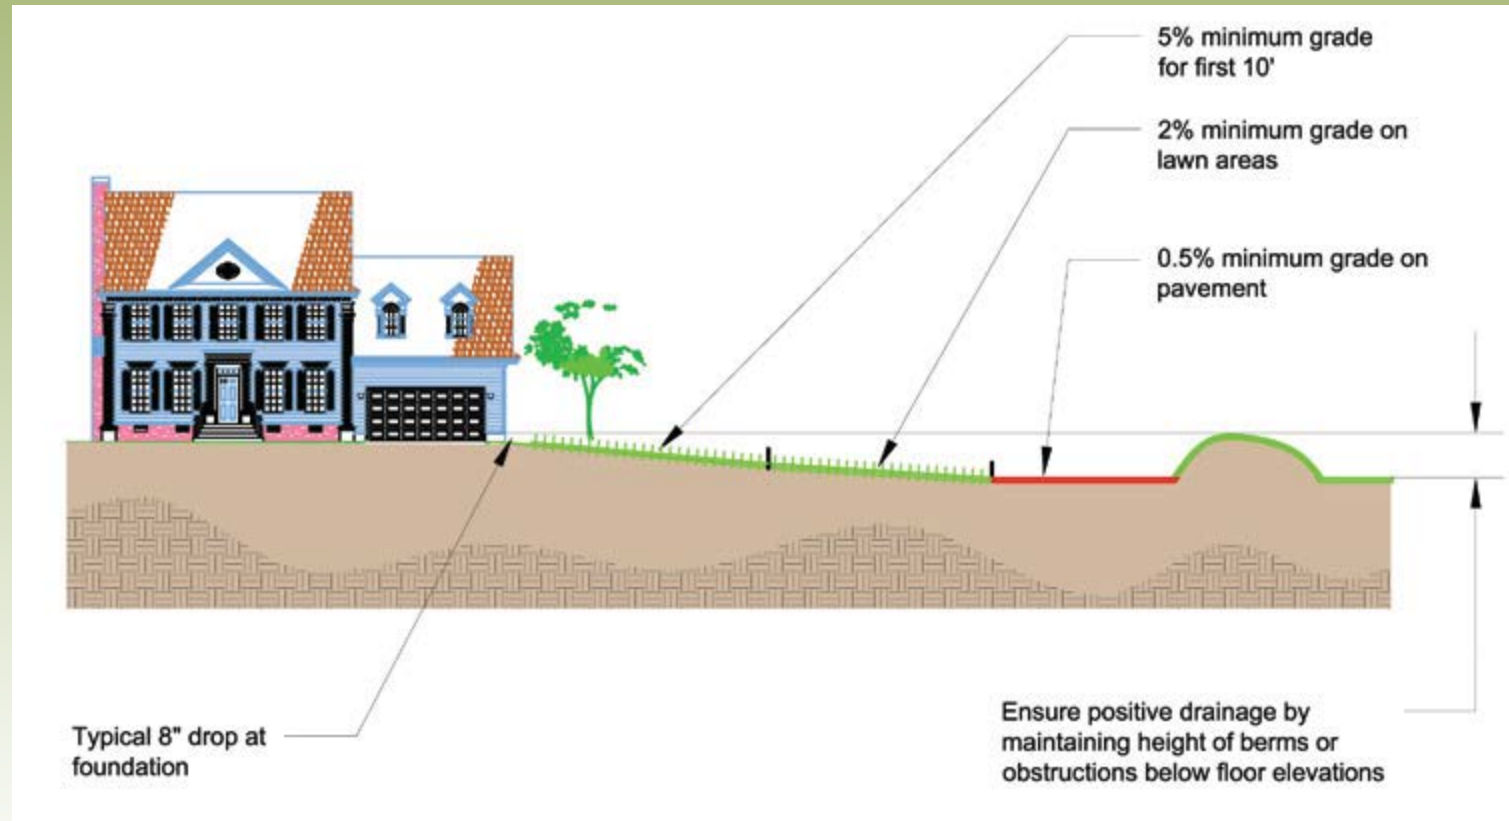 5% minimum grade
for first 10'
2% minimum grade on
lawn areas
0.5% minimum grade on
pavement
Typical 8" drop at
foundation
Ensure positive drainage by
maintaining height of berms or
obstructions below floor elevations